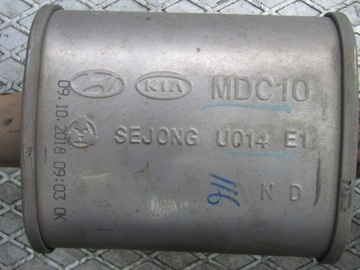 KIA MDC10
SEJONG U014 E1
116 N D
09.10.2018 09:03 OK